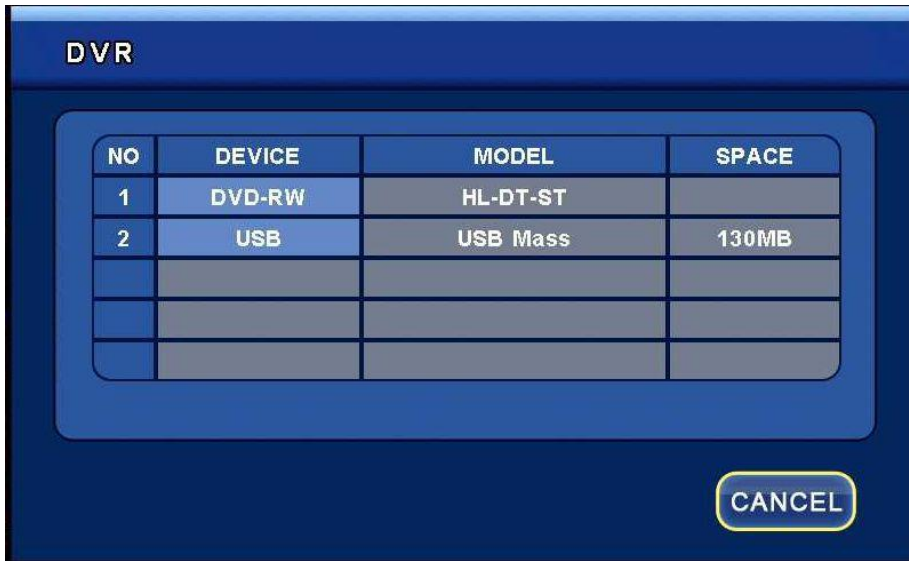 DVR
NO DEVICE MODEL SPACE
1 DVD-RW HL-DT-ST
2 USB USB Mass 130MB
CANCEL